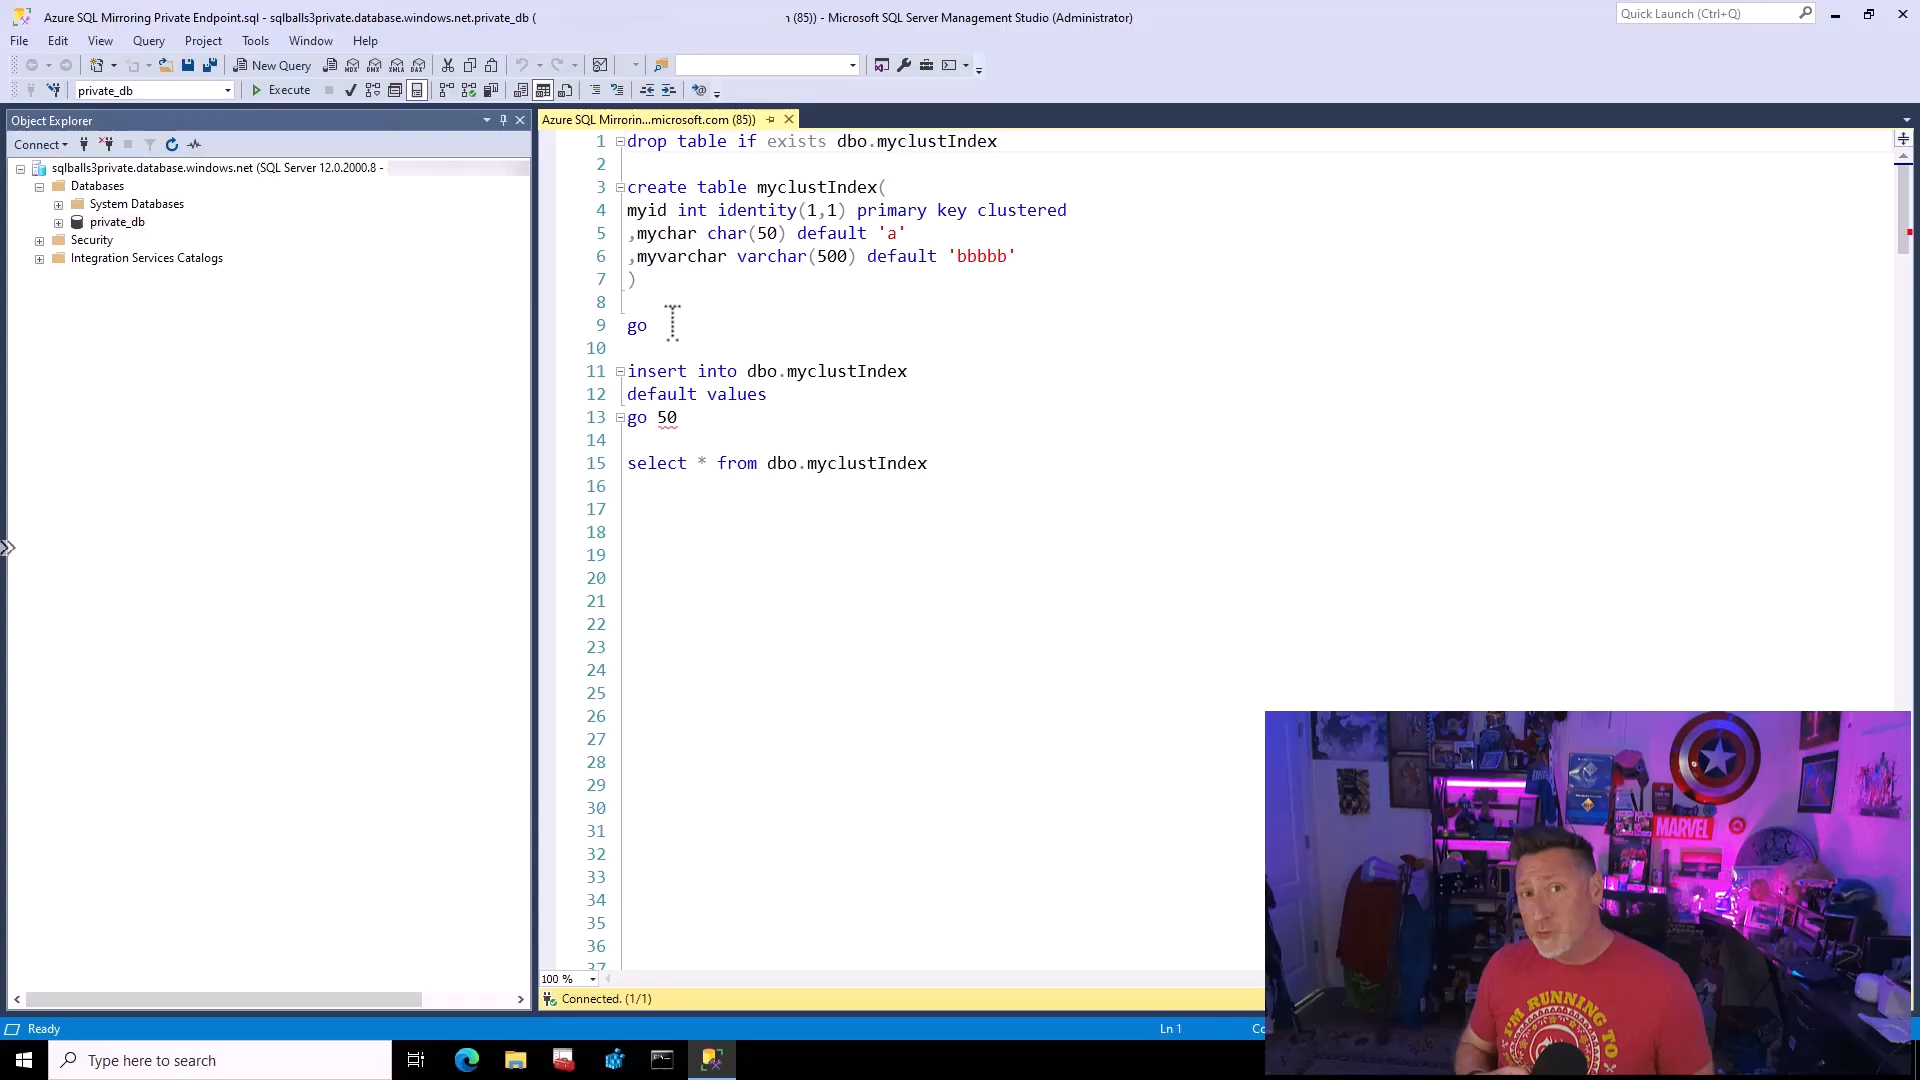 Azure SQL Mirroring Private Endpoint.sql - sqlballs3private.database.windows.net.private_db ( (85)) - Microsoft SQL Server Management Studio (Administrator)
Quick Launch (Ctrl+Q)
File Edit View Query Project Tools Window Help
New Query
MDX DMX XMLA DAX
private_db
Execute
Object Explorer
Azure SQL Mirrorin...microsoft.com (85))
Connect
sqlballs3private.database.windows.net (SQL Server 12.0.2000.8 -
Databases
System Databases
private_db
Security
Integration Services Catalogs
1 drop table if exists dbo.myclustIndex
2
3 create table myclustIndex(
4 myid int identity(1,1) primary key clustered
5 ,mychar char(50) default 'a'
6 ,myvarchar varchar(500) default 'bbbbb'
7 )
8
9 go
10
11 insert into dbo.myclustIndex
12 default values
13 go 50
14
15 select * from dbo.myclustIndex
16
17
18
19
20
21
22
23
24
25
26
27
28
29
30
31
32
33
34
35
36
37
MARVEL
I'M RUNNING TO
100 %
Connected. (1/1)
Ready
Ln 1
Type here to search